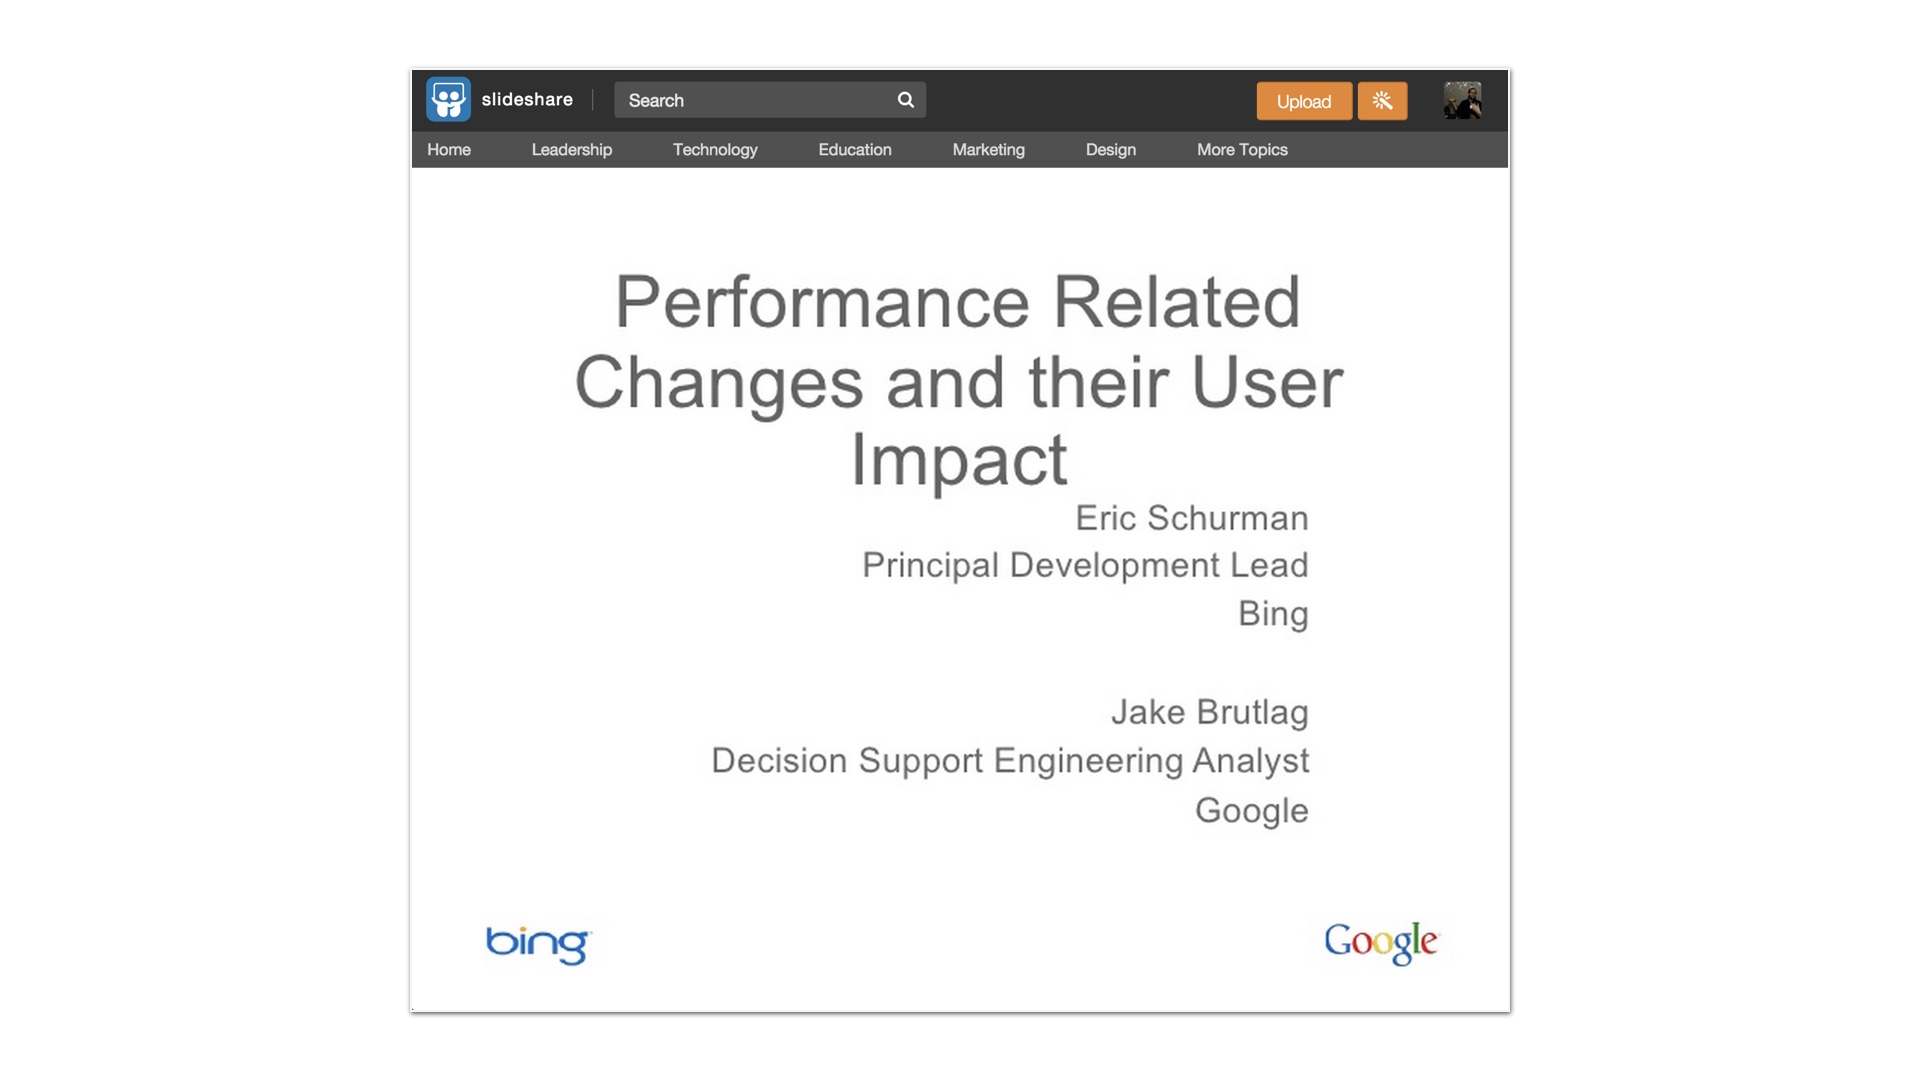 slideshare
Search
Upload
Home Leadership Technology Education Marketing Design More Topics
Performance Related
Changes and their User
Impact
Eric Schurman
Principal Development Lead
Bing
Jake Brutlag
Decision Support Engineering Analyst
Google
bing
Google